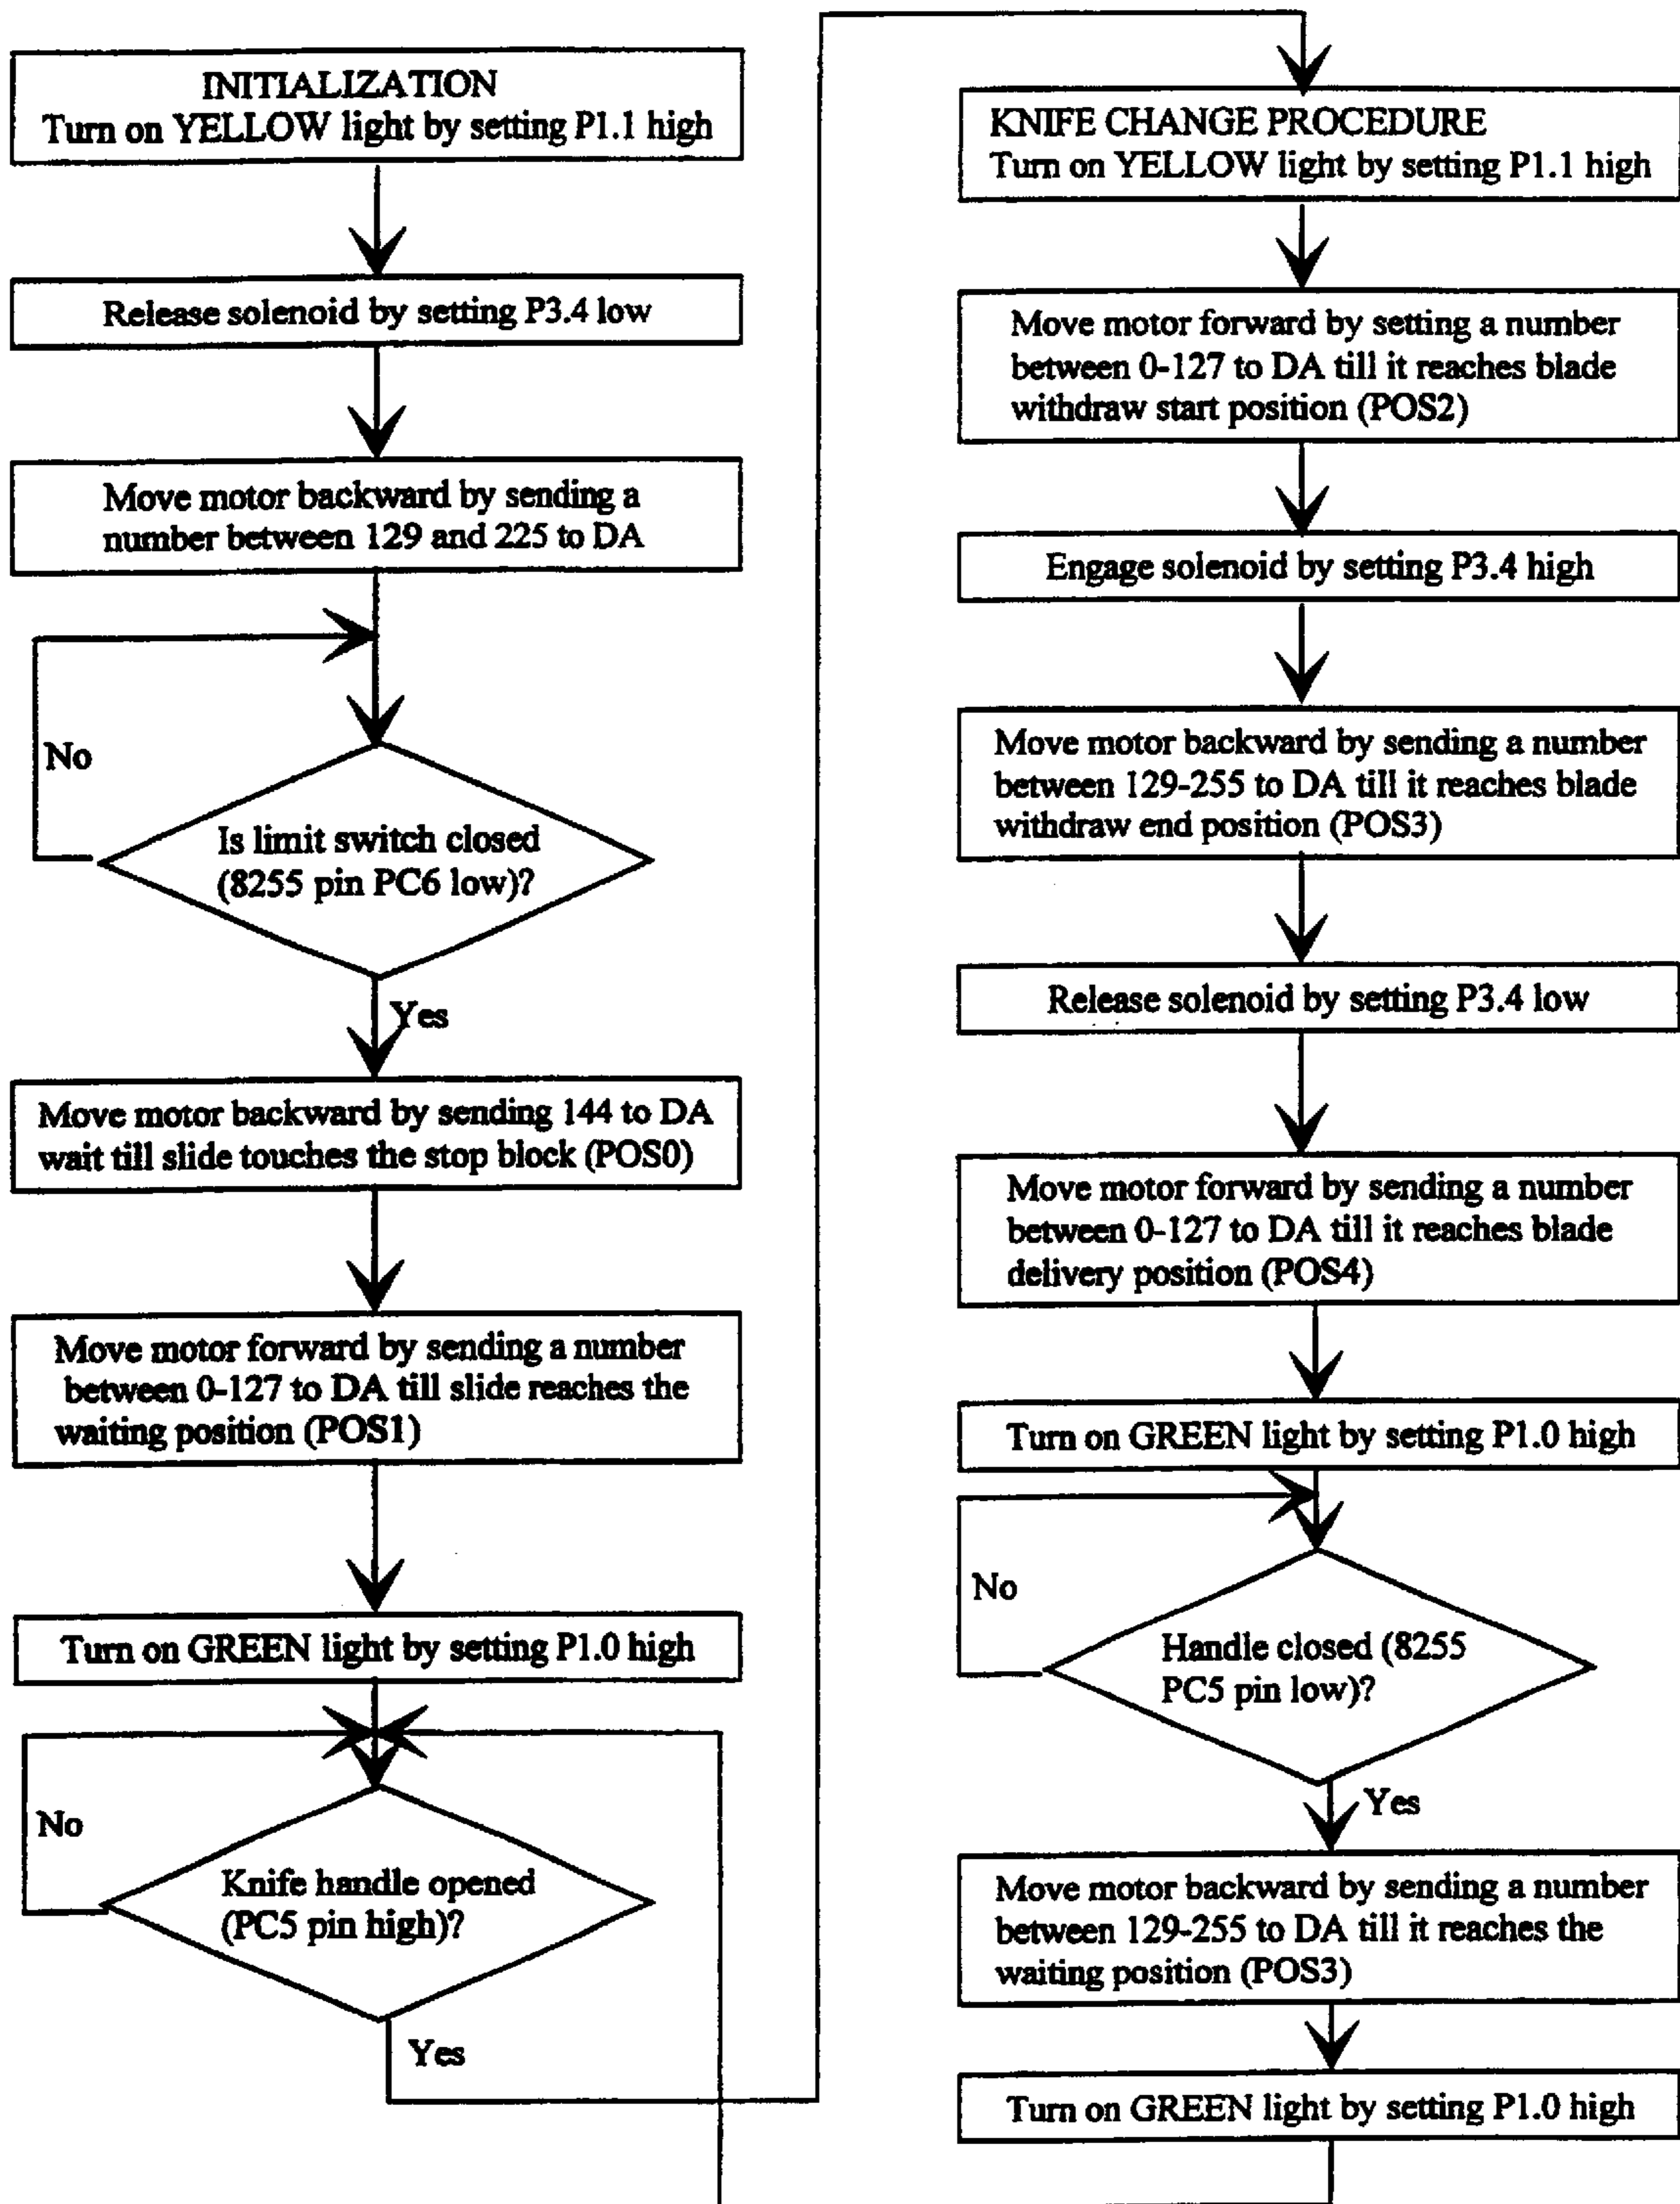 INITIALIZATION
Turn on YELLOW light by setting P1.1 high
Release solenoid by setting P3.4 low
Move motor backward by sending a
number between 129 and 225 to DA
No
Is limit switch closed
(8255 pin PC6 low)?
Yes
Move motor backward by sending 144 to DA
wait till slide touches the stop block (POS0)
Move motor forward by sending a number
between 0-127 to DA till slide reaches the
waiting position (POS1)
Turn on GREEN light by setting P1.0 high
No
Knife handle opened
(PC5 pin high)?
Yes
KNIFE CHANGE PROCEDURE
Turn on YELLOW light by setting P1.1 high
Move motor forward by setting a number
between 0-127 to DA till it reaches blade
withdraw start position (POS2)
Engage solenoid by setting P3.4 high
Move motor backward by sending a number
between 129-255 to DA till it reaches blade
withdraw end position (POS3)
Release solenoid by setting P3.4 low
Move motor forward by sending a number
between 0-127 to DA till it reaches blade
delivery position (POS4)
Turn on GREEN light by setting P1.0 high
No
Handle closed (8255
PC5 pin low)?
Yes
Move motor backward by sending a number
between 129-255 to DA till it reaches the
waiting position (POS3)
Turn on GREEN light by setting P1.0 high